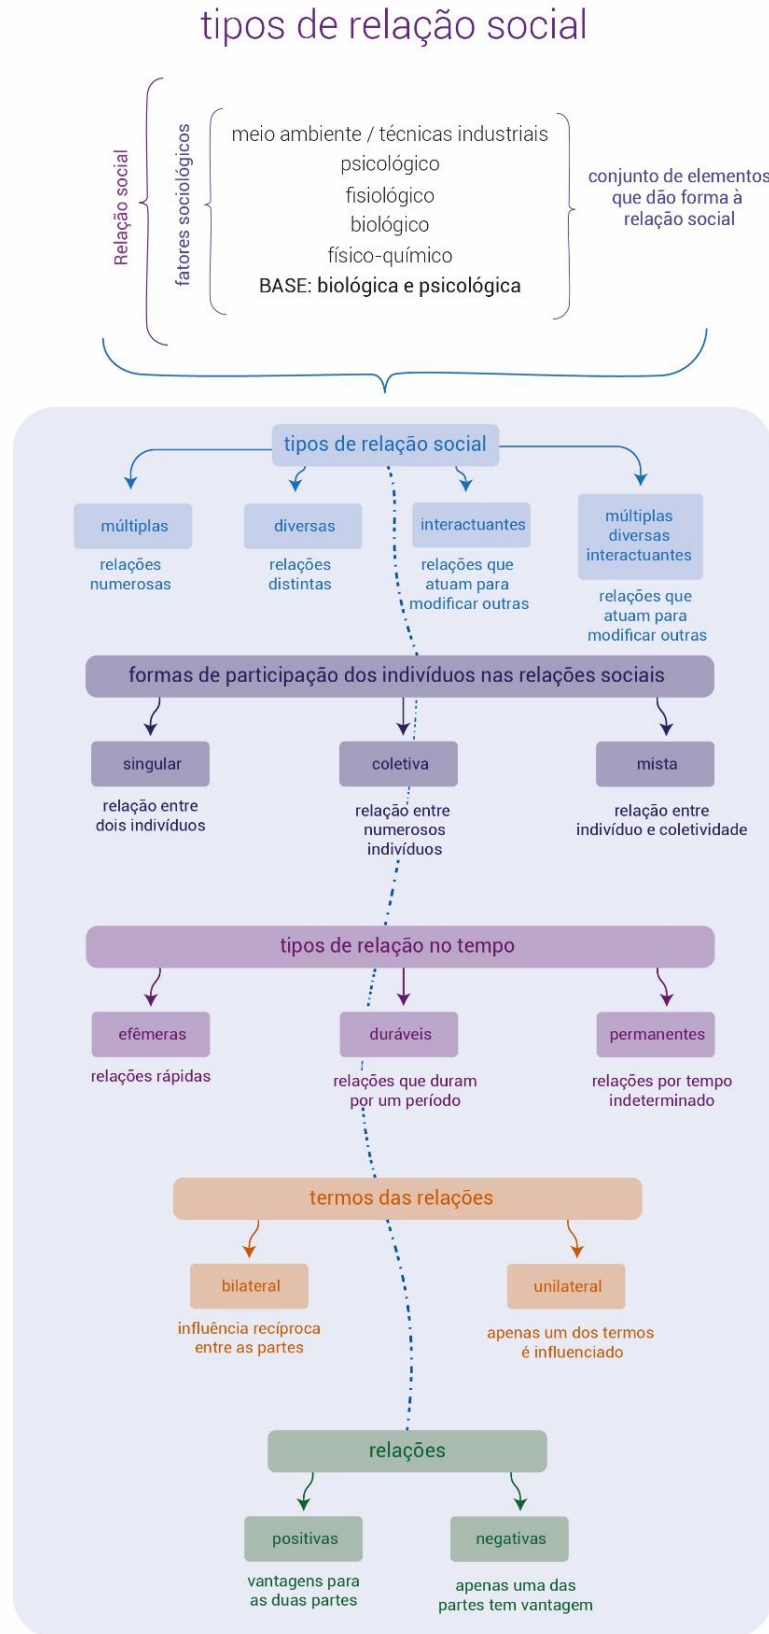 tipos de relação social
Relação social
fatores sociológicos
meio ambiente / técnicas industriais
psicológico
fisiológico
biológico
físico-químico
BASE: biológica e psicológica
conjunto de elementos
que dão forma à
relação social
tipos de relação social
múltiplas
relações
numerosas
diversas
relações
distintas
interactuantes
relações que
atuam para
modificar outras
múltiplas
diversas
interactuantes
relações que
atuam para
modificar outras
formas de participação dos indivíduos nas relações sociais
singular
relação entre
dois indivíduos
coletiva
relação entre
numerosos
indivíduos
mista
relação entre
indivíduo e coletividade
tipos de relação no tempo
efêmeras
relações rápidas
duráveis
relações que duram
por um período
permanentes
relações por tempo
indeterminado
termos das relações
bilateral
influência recíproca
entre as partes
unilateral
apenas um dos termos
é influenciado
relações
positivas
vantagens para
as duas partes
negativas
apenas uma das
partes tem vantagem